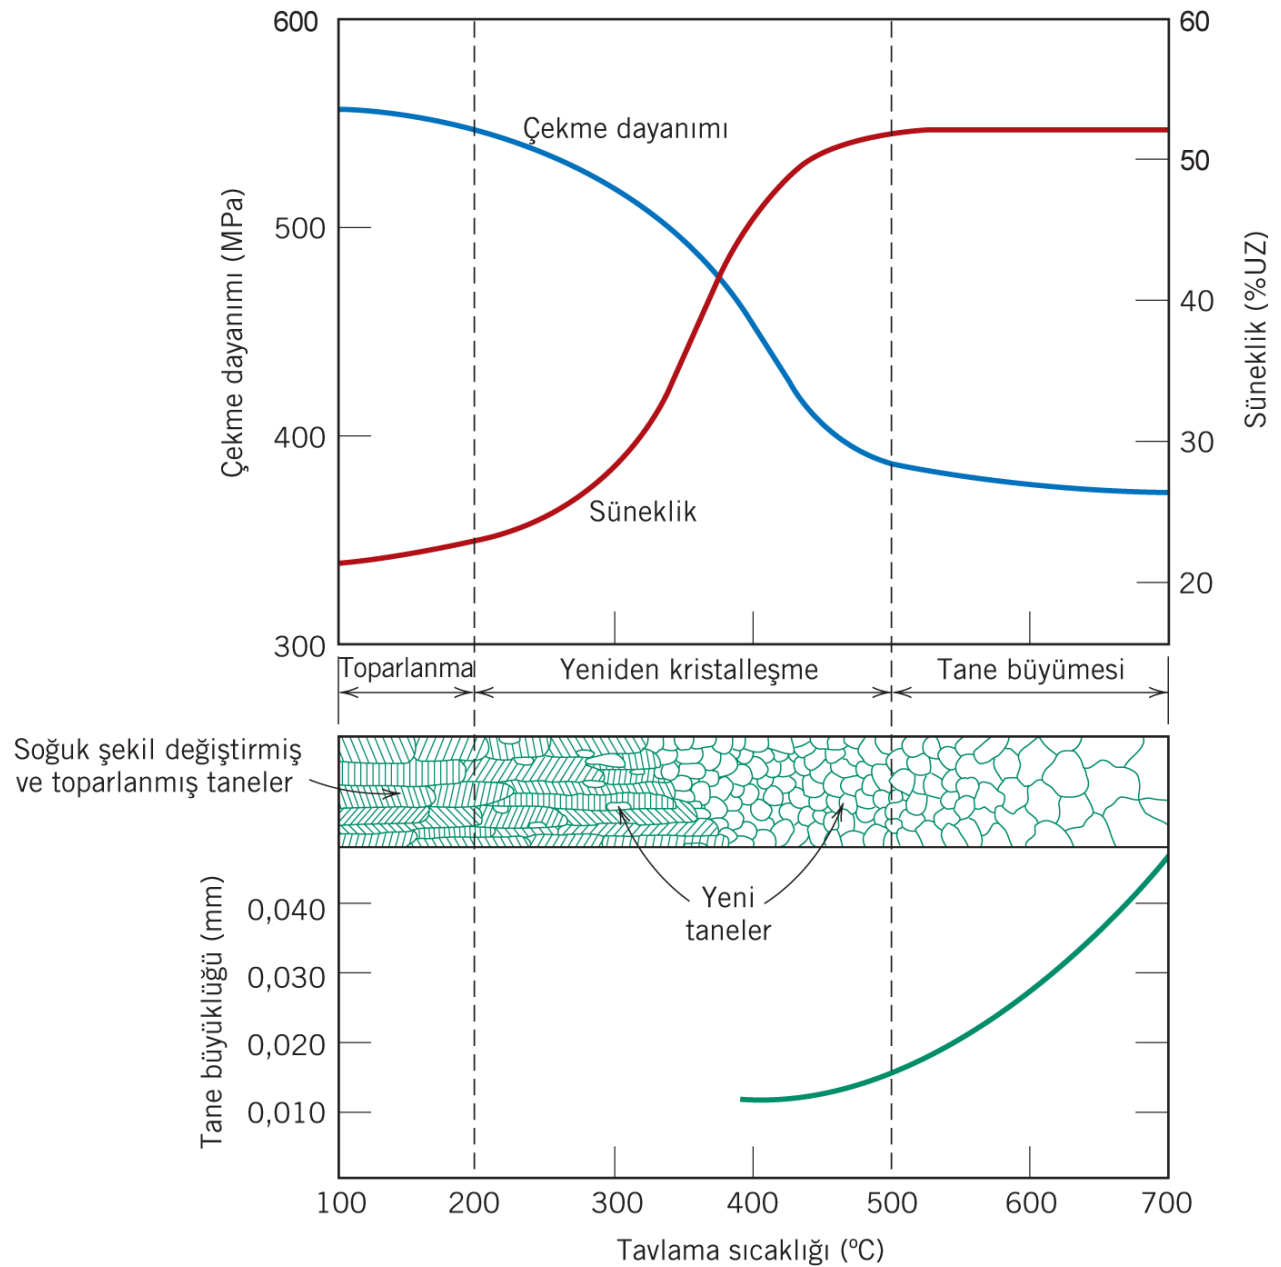 600
60
Çekme dayanımı
50
500
Çekme dayanımı (MPa)
40
Süneklik (%UZ)
400
30
Süneklik
20
300
Toparlanma
Yeniden kristalleşme
Tane büyümesi
Soğuk şekil değiştirmiş
ve toparlanmış taneler
Yeni
taneler
Tane büyüklüğü (mm)
0,040
0,030
0,020
0,010
100 200 300 400 500 600 700
Tavlama sıcaklığı (ºC)